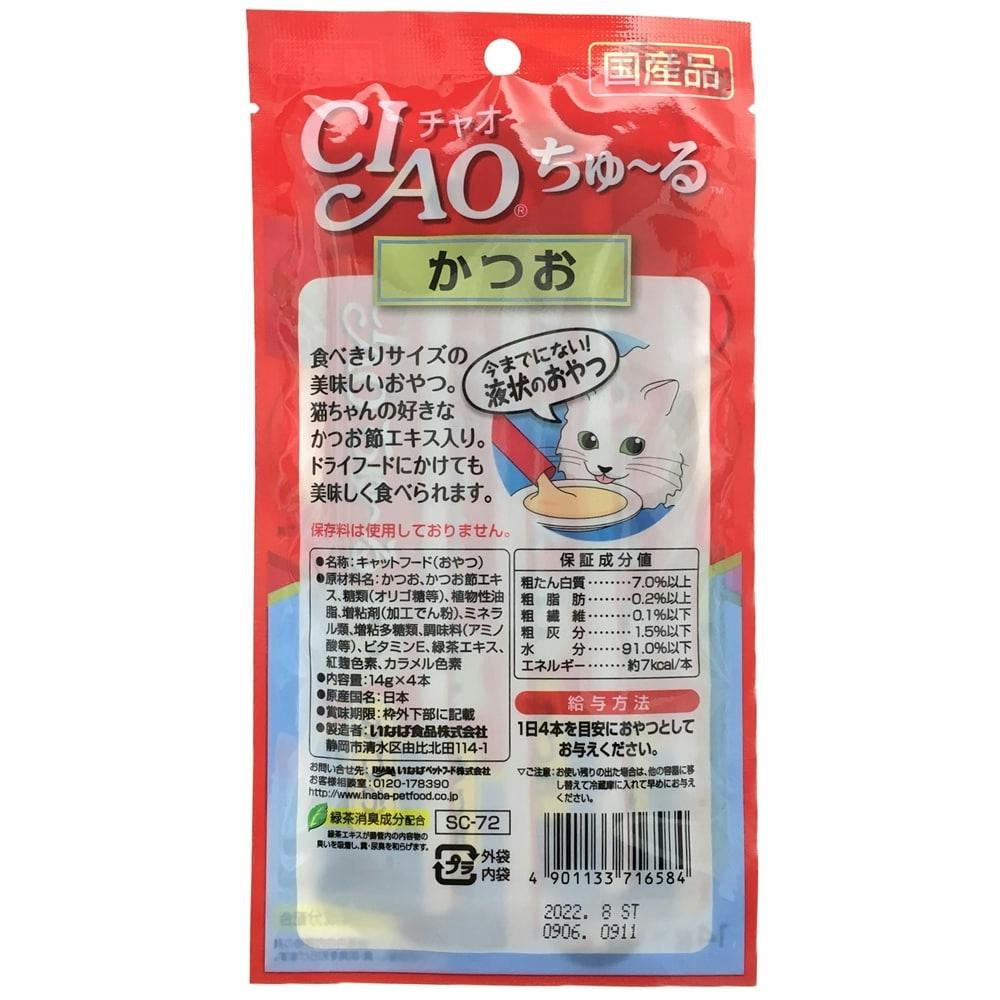 国産品
CIAO チャオ ちゅ〜る™
®
かつお
食べきりサイズの
美味しいおやつ。
猫ちゃんの好きな
かつお節エキス入り。
ドライフードにかけても
美味しく食べられます。
今までにない!
液状のおやつ
保存料は使用しておりません。
●名称:キャットフード(おやつ)
●原材料名:かつお、かつお節エキ
ス、糖類(オリゴ糖等)、植物性油
脂、増粘剤(加工でん粉)、ミネラ
ル類、増粘多糖類、調味料(アミノ
酸等)、ビタミンE、緑茶エキス、
紅麹色素、カラメル色素
●内容量:14g×4本
●原産国名:日本
●賞味期限:枠外下部に記載
●製造者:いなば食品株式会社
静岡市清水区由比北田114-1
お問い合せ先: INABA いなばペットフード株式会社
お客様相談室:0120-178390
http://www.inaba-petfood.co.jp
緑茶消臭成分配合
緑茶エキスが腸管内の内容物の
臭いを吸着し、糞・尿臭を和らげます。
SC-72
プラ
外袋
内袋
保証成分値
粗たん白質………7.0%以上
粗脂肪………0.2%以上
粗繊維………0.1%以下
粗灰分………1.5%以下
水分………91.0%以下
エネルギー………約7kcal/本
給与方法
1日4本を目安におやつとして
お与えください。
▽ご注意:お使い残りの出た場合は、他の容器に移
し替えて冷蔵庫に入れて早めにお与え
ください。
4 901133 716584
2022. 8 ST
0906. 0911